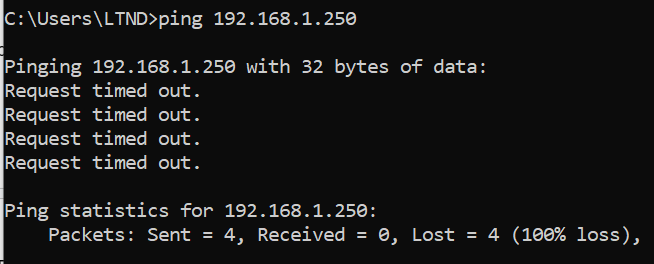 C:\Users\LTND>ping 192.168.1.250
Pinging 192.168.1.250 with 32 bytes of data:
Request timed out.
Request timed out.
Request timed out.
Request timed out.
Ping statistics for 192.168.1.250:
    Packets: Sent = 4, Received = 0, Lost = 4 (100% loss),